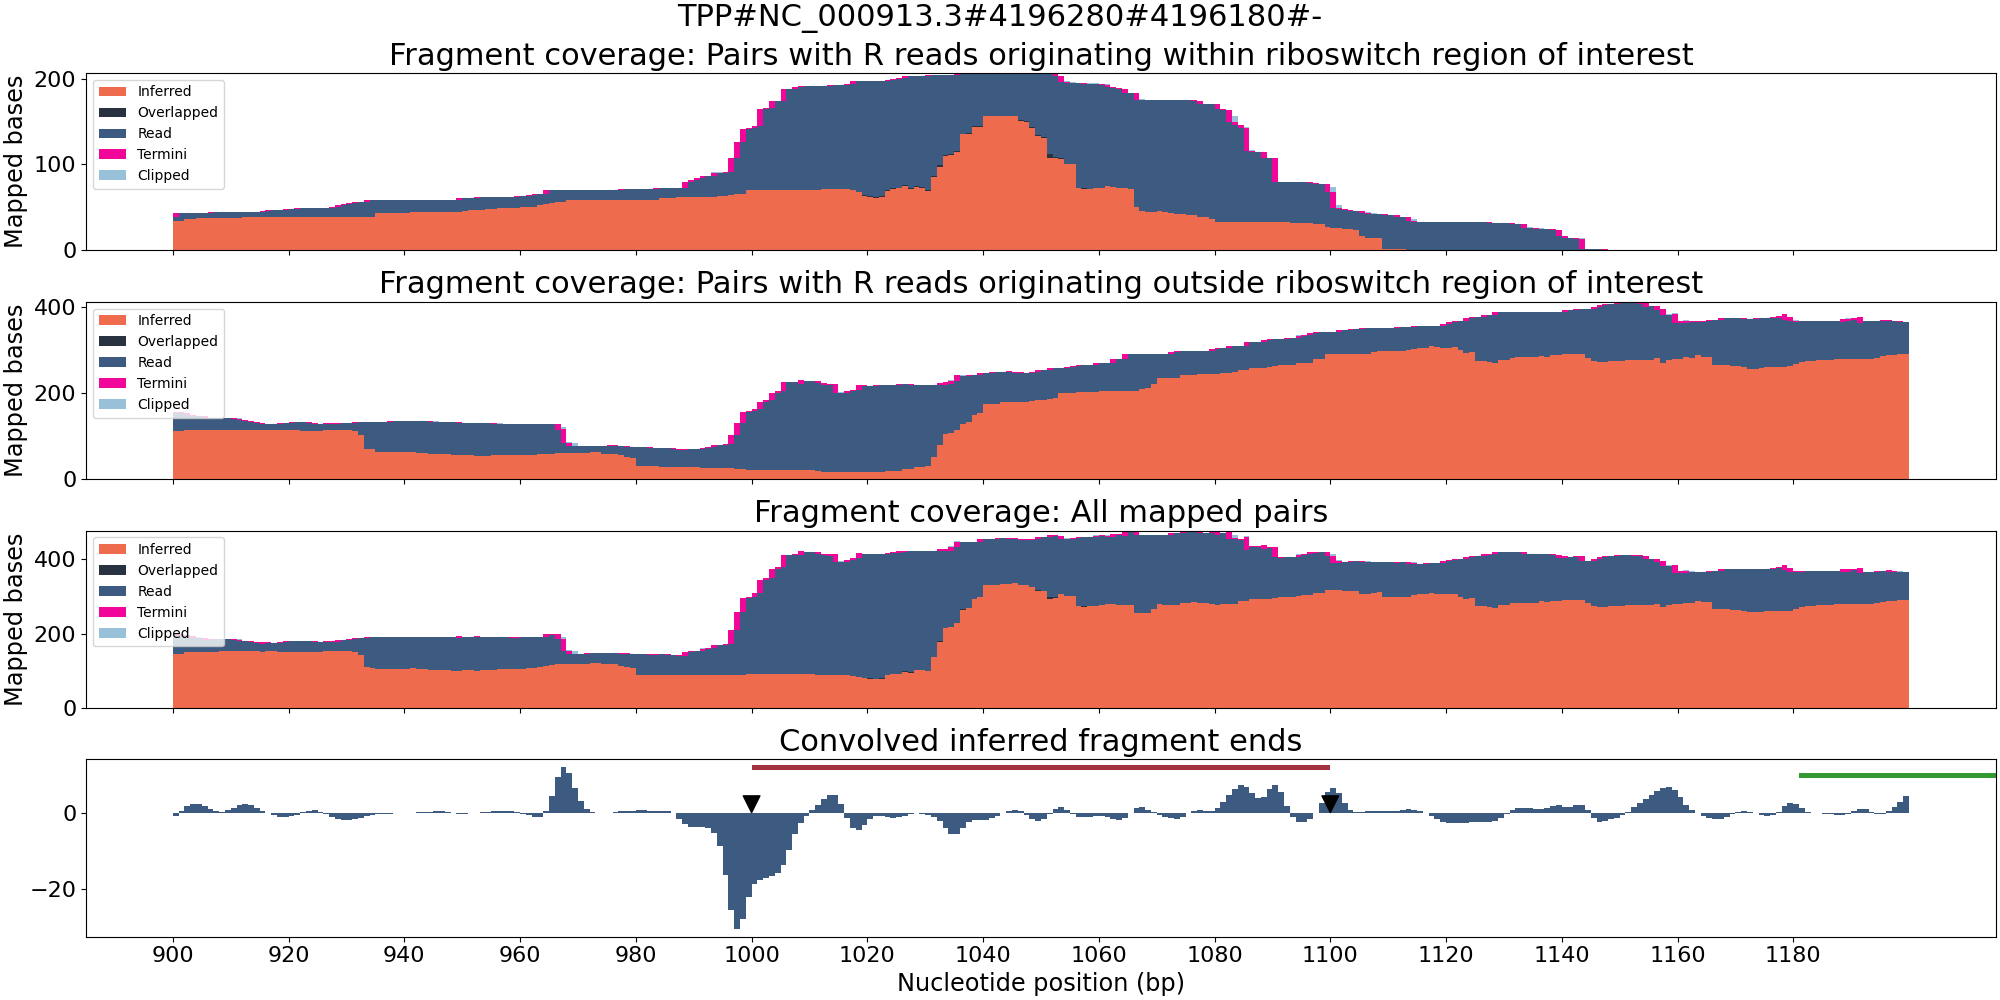 TPP#NC_000913.3#4196280#4196180#-
Fragment coverage: Pairs with R reads originating within riboswitch region of interest
Mapped bases
200
100
0
Inferred
Overlapped
Read
Termini
Clipped
Fragment coverage: Pairs with R reads originating outside riboswitch region of interest
Mapped bases
400
200
0
Inferred
Overlapped
Read
Termini
Clipped
Fragment coverage: All mapped pairs
Mapped bases
400
200
0
Inferred
Overlapped
Read
Termini
Clipped
Convolved inferred fragment ends
0
−20
900 920 940 960 980 1000 1020 1040 1060 1080 1100 1120 1140 1160 1180
Nucleotide position (bp)